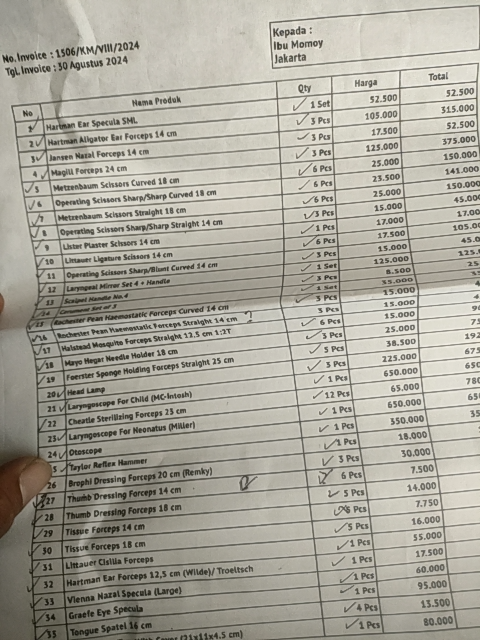 No. Invoice : 1506/KM/VIII/2024
Tgl. Invoice : 30 Agustus 2024
Kepada :
Ibu Momoy
Jakarta
No Nama Produk Qty Harga Total
1 Hartman Ear Specula SML 1 Set 52.500 52.500
2 Hartman Aligator Ear Forceps 14 cm 3 Pcs 105.000 315.000
3 Jansen Nazal Forceps 14 cm 3 Pcs 17.500 52.500
4 Magill Forceps 24 cm 3 Pcs 125.000 375.000
5 Metzenbaum Scissors Curved 18 cm 6 Pcs 25.000 150.000
6 Operating Scissors Sharp/Sharp Curved 18 cm 6 Pcs 23.500 141.000
7 Metzenbaum Scissors Straight 18 cm 6 Pcs 25.000 150.000
8 Operating Scissors Sharp/Sharp Straight 14 cm 3 Pcs 15.000 45.00
9 Lister Plaster Scissors 14 cm 1 Pcs 17.000 17.00
10 Littauer Ligature Scissors 14 cm 6 Pcs 17.500 105.0
11 Operating Scissors Sharp/Blunt Curved 14 cm 3 Pcs 15.000 45.0
12 Laryngeal Mirror Set 4 + Handle 1 Set 125.000 125.
13 Scalpel Handle No.4 3 Pcs 8.500 25
14 Set of 3 1 Set 35.000
15 Rochester Pean Haemostatic Forceps Curved 14 cm 3 Pcs 15.000
16 Rochester Pean Haemostatic Forceps Straight 14 cm ? 3 Pcs 15.000
17 Halstead Mosquito Forceps Straight 12,5 cm 1:2T 6 Pcs 15.000
18 Mayo Hegar Needle Holder 18 cm 3 Pcs 25.000
19 Foerster Sponge Holding Forceps Straight 25 cm 5 Pcs 38.500 192
20 Head Lamp 3 Pcs 225.000 675
21 Laryngoscope For Child (MC-Intosh) 1 Pcs 650.000 650
22 Cheatle Sterilizing Forceps 23 cm 12 Pcs 65.000 780
23 Laryngoscope For Neonatus (Miller) 1 Pcs 650.000 650
24 Otoscope 1 Pcs 350.000 35
5 Taylor Reflex Hammer 1 Pcs 18.000
26 Brophi Dressing Forceps 20 cm (Remky) 3 Pcs 30.000
27 Thumb Dressing Forceps 14 cm 6 Pcs 7.500
28 Thumb Dressing Forceps 18 cm 5 Pcs 14.000
29 Tissue Forceps 14 cm 6 Pcs 7.750
30 Tissue Forceps 18 cm 5 Pcs 16.000
31 Littauer Cisilia Forceps 1 Pcs 55.000
32 Hartman Ear Forceps 12,5 cm (Wilde)/ Troeltsch 1 Pcs 17.500
33 Vienna Nazal Specula (Large) 1 Pcs 60.000
34 Graefe Eye Specula 1 Pcs 95.000
35 Tongue Spatel 16 cm 4 Pcs 13.500
(21x11x4.5 cm) 1 Pcs 80.000